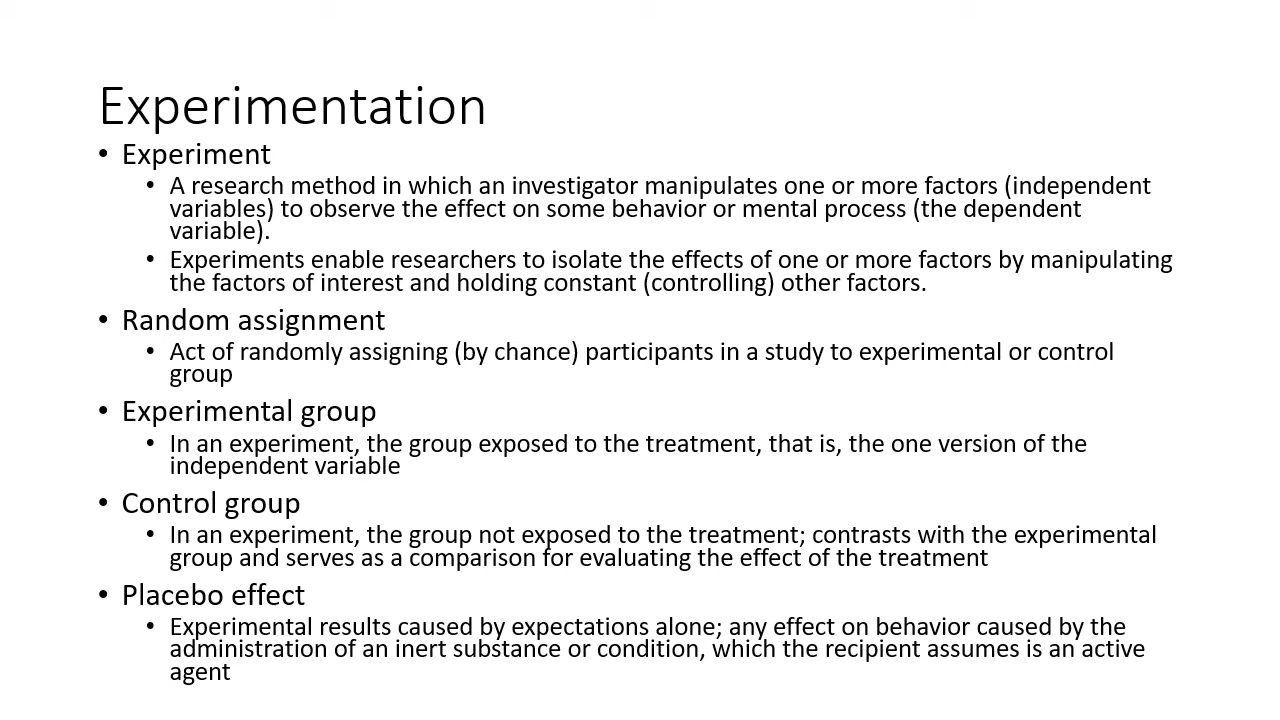 Experimentation
• Experiment
• A research method in which an investigator manipulates one or more factors (independent
variables) to observe the effect on some behavior or mental process (the dependent
variable).
• Experiments enable researchers to isolate the effects of one or more factors by manipulating
the factors of interest and holding constant (controlling) other factors.
• Random assignment
• Act of randomly assigning (by chance) participants in a study to experimental or control
group
• Experimental group
• In an experiment, the group exposed to the treatment, that is, the one version of the
independent variable
• Control group
• In an experiment, the group not exposed to the treatment; contrasts with the experimental
group and serves as a comparison for evaluating the effect of the treatment
• Placebo effect
• Experimental results caused by expectations alone; any effect on behavior caused by the
administration of an inert substance or condition, which the recipient assumes is an active
agent